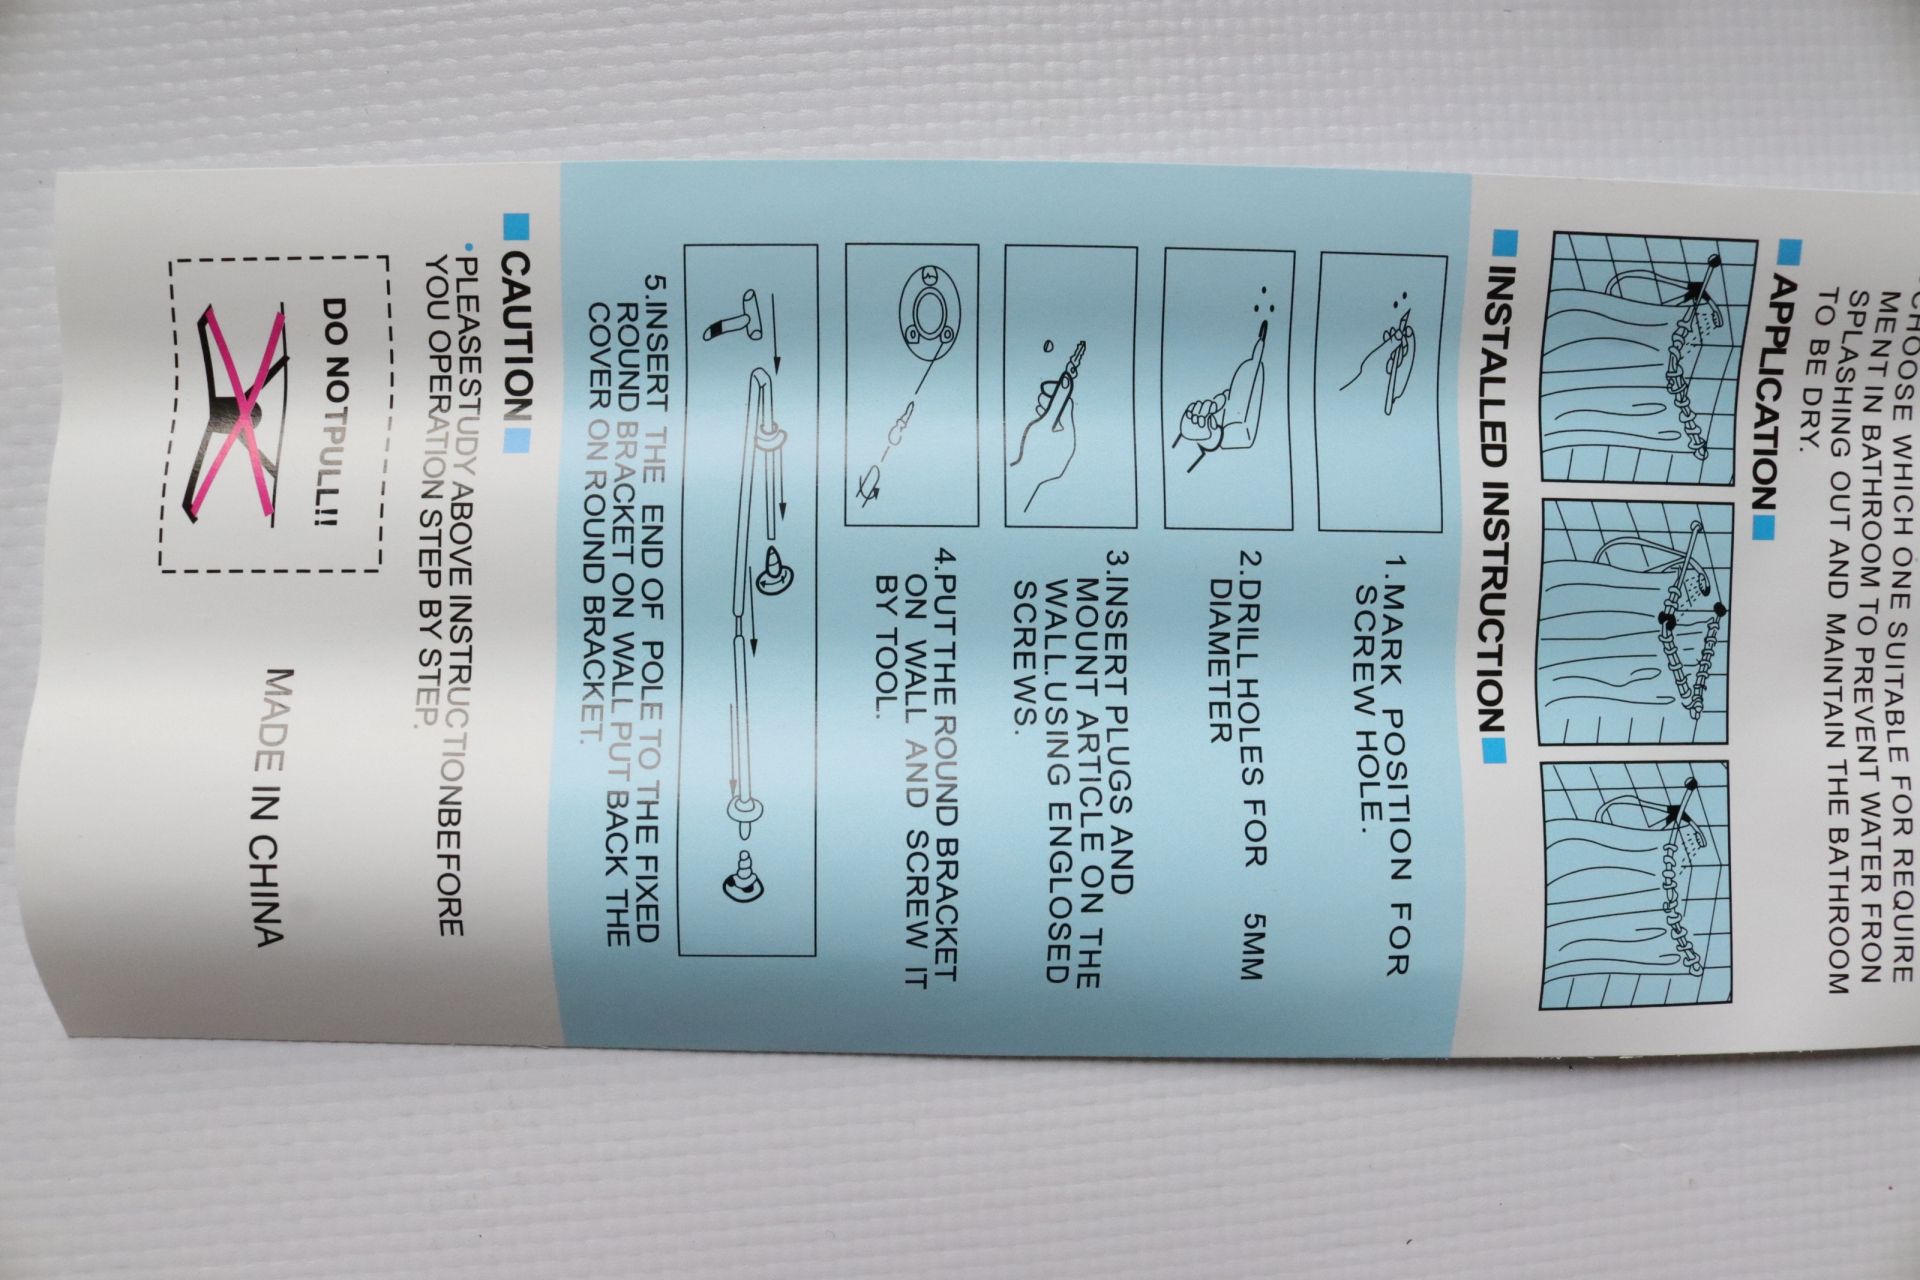 APPLICATION
CHOOSE WHICH ONE SUITABLE FOR REQUIRE
MENT IN BATHROOM TO PREVENT WATER FRON
SPLASHING OUT AND MAINTAIN THE BATHROOM
TO BE DRY.
INSTALLED INSTRUCTION
1.MARK POSITION FOR
SCREW HOLE.
2.DRILL HOLES FOR 5MM
DIAMETER
3.INSERT PLUGS AND
MOUNT ARTICLE ON THE
WALL.USING ENGLOSED
SCREWS.
4.PUT THE ROUND BRACKET
ON WALL AND SCREW IT
BY TOOL.
5.INSERT THE END OF POLE TO THE FIXED
ROUND BRACKET ON WALL PUT BACK THE
COVER ON ROUND BRACKET.
CAUTION
•PLEASE STUDY ABOVE INSTRUCTIONBEFORE
YOU OPERATION STEP BY STEP.
DO NOTPULL!!
MADE IN CHINA